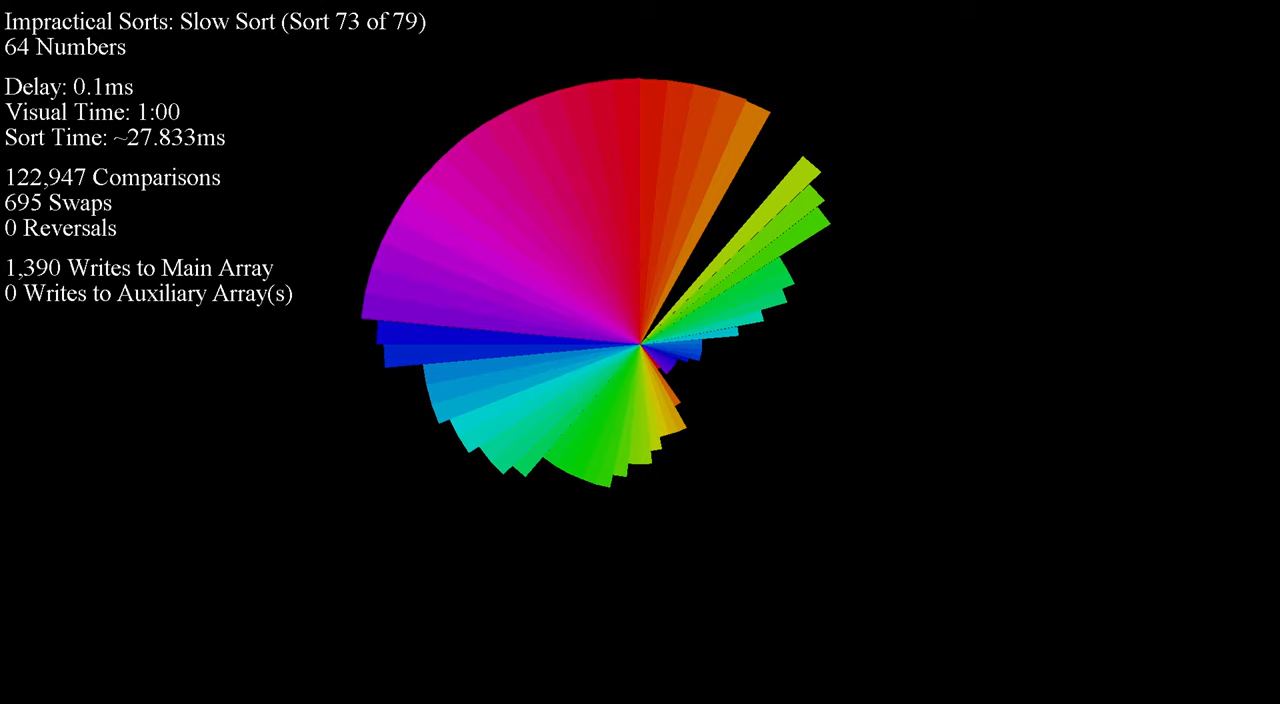 Impractical Sorts: Slow Sort (Sort 73 of 79)
64 Numbers
Delay: 0.1ms
Visual Time: 1:00
Sort Time: ~27.833ms
122,947 Comparisons
695 Swaps
0 Reversals
1,390 Writes to Main Array
0 Writes to Auxiliary Array(s)